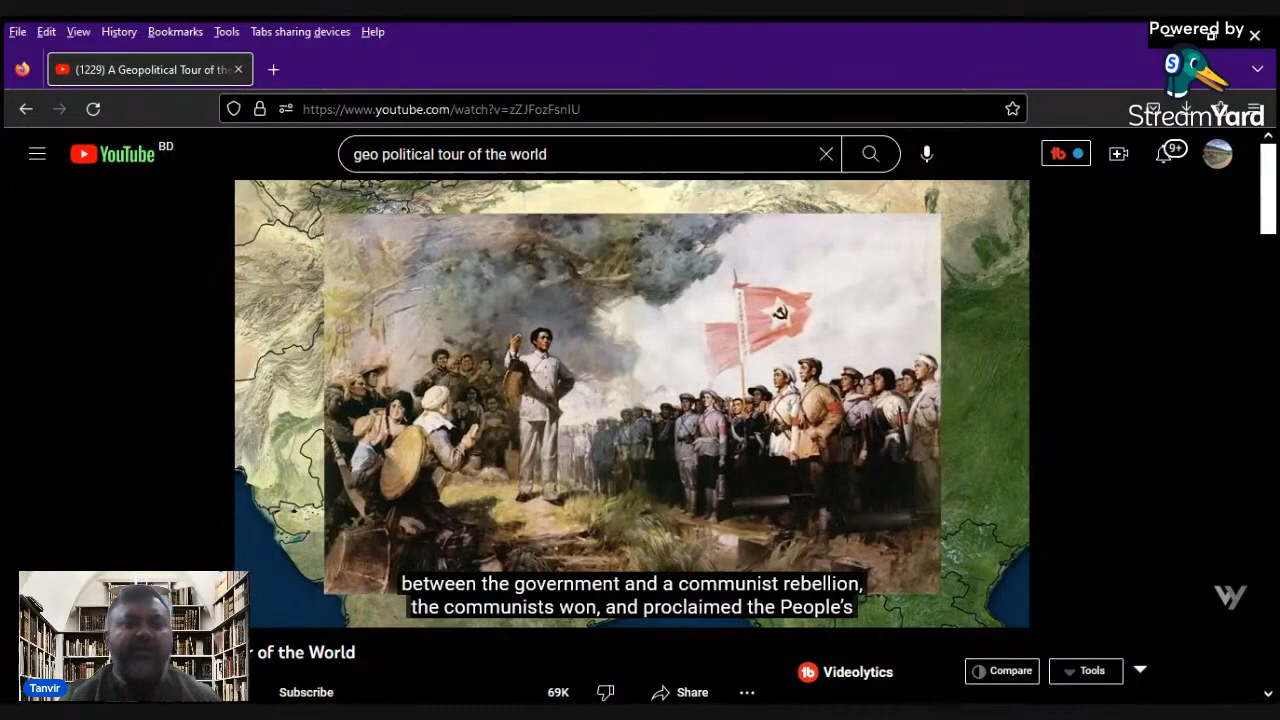 File Edit View History Bookmarks Tools Tabs sharing devices Help
Powered by
(1229) A Geopolitical Tour of the
https://www.youtube.com/watch?v=zZJFozFsnIU
StreamYard
YouTube BD
geo political tour of the world
9+
between the government and a communist rebellion,
the communists won, and proclaimed the People's
of the World
Videolytics
Compare
Tools
Tanvir
Subscribe
69K
Share